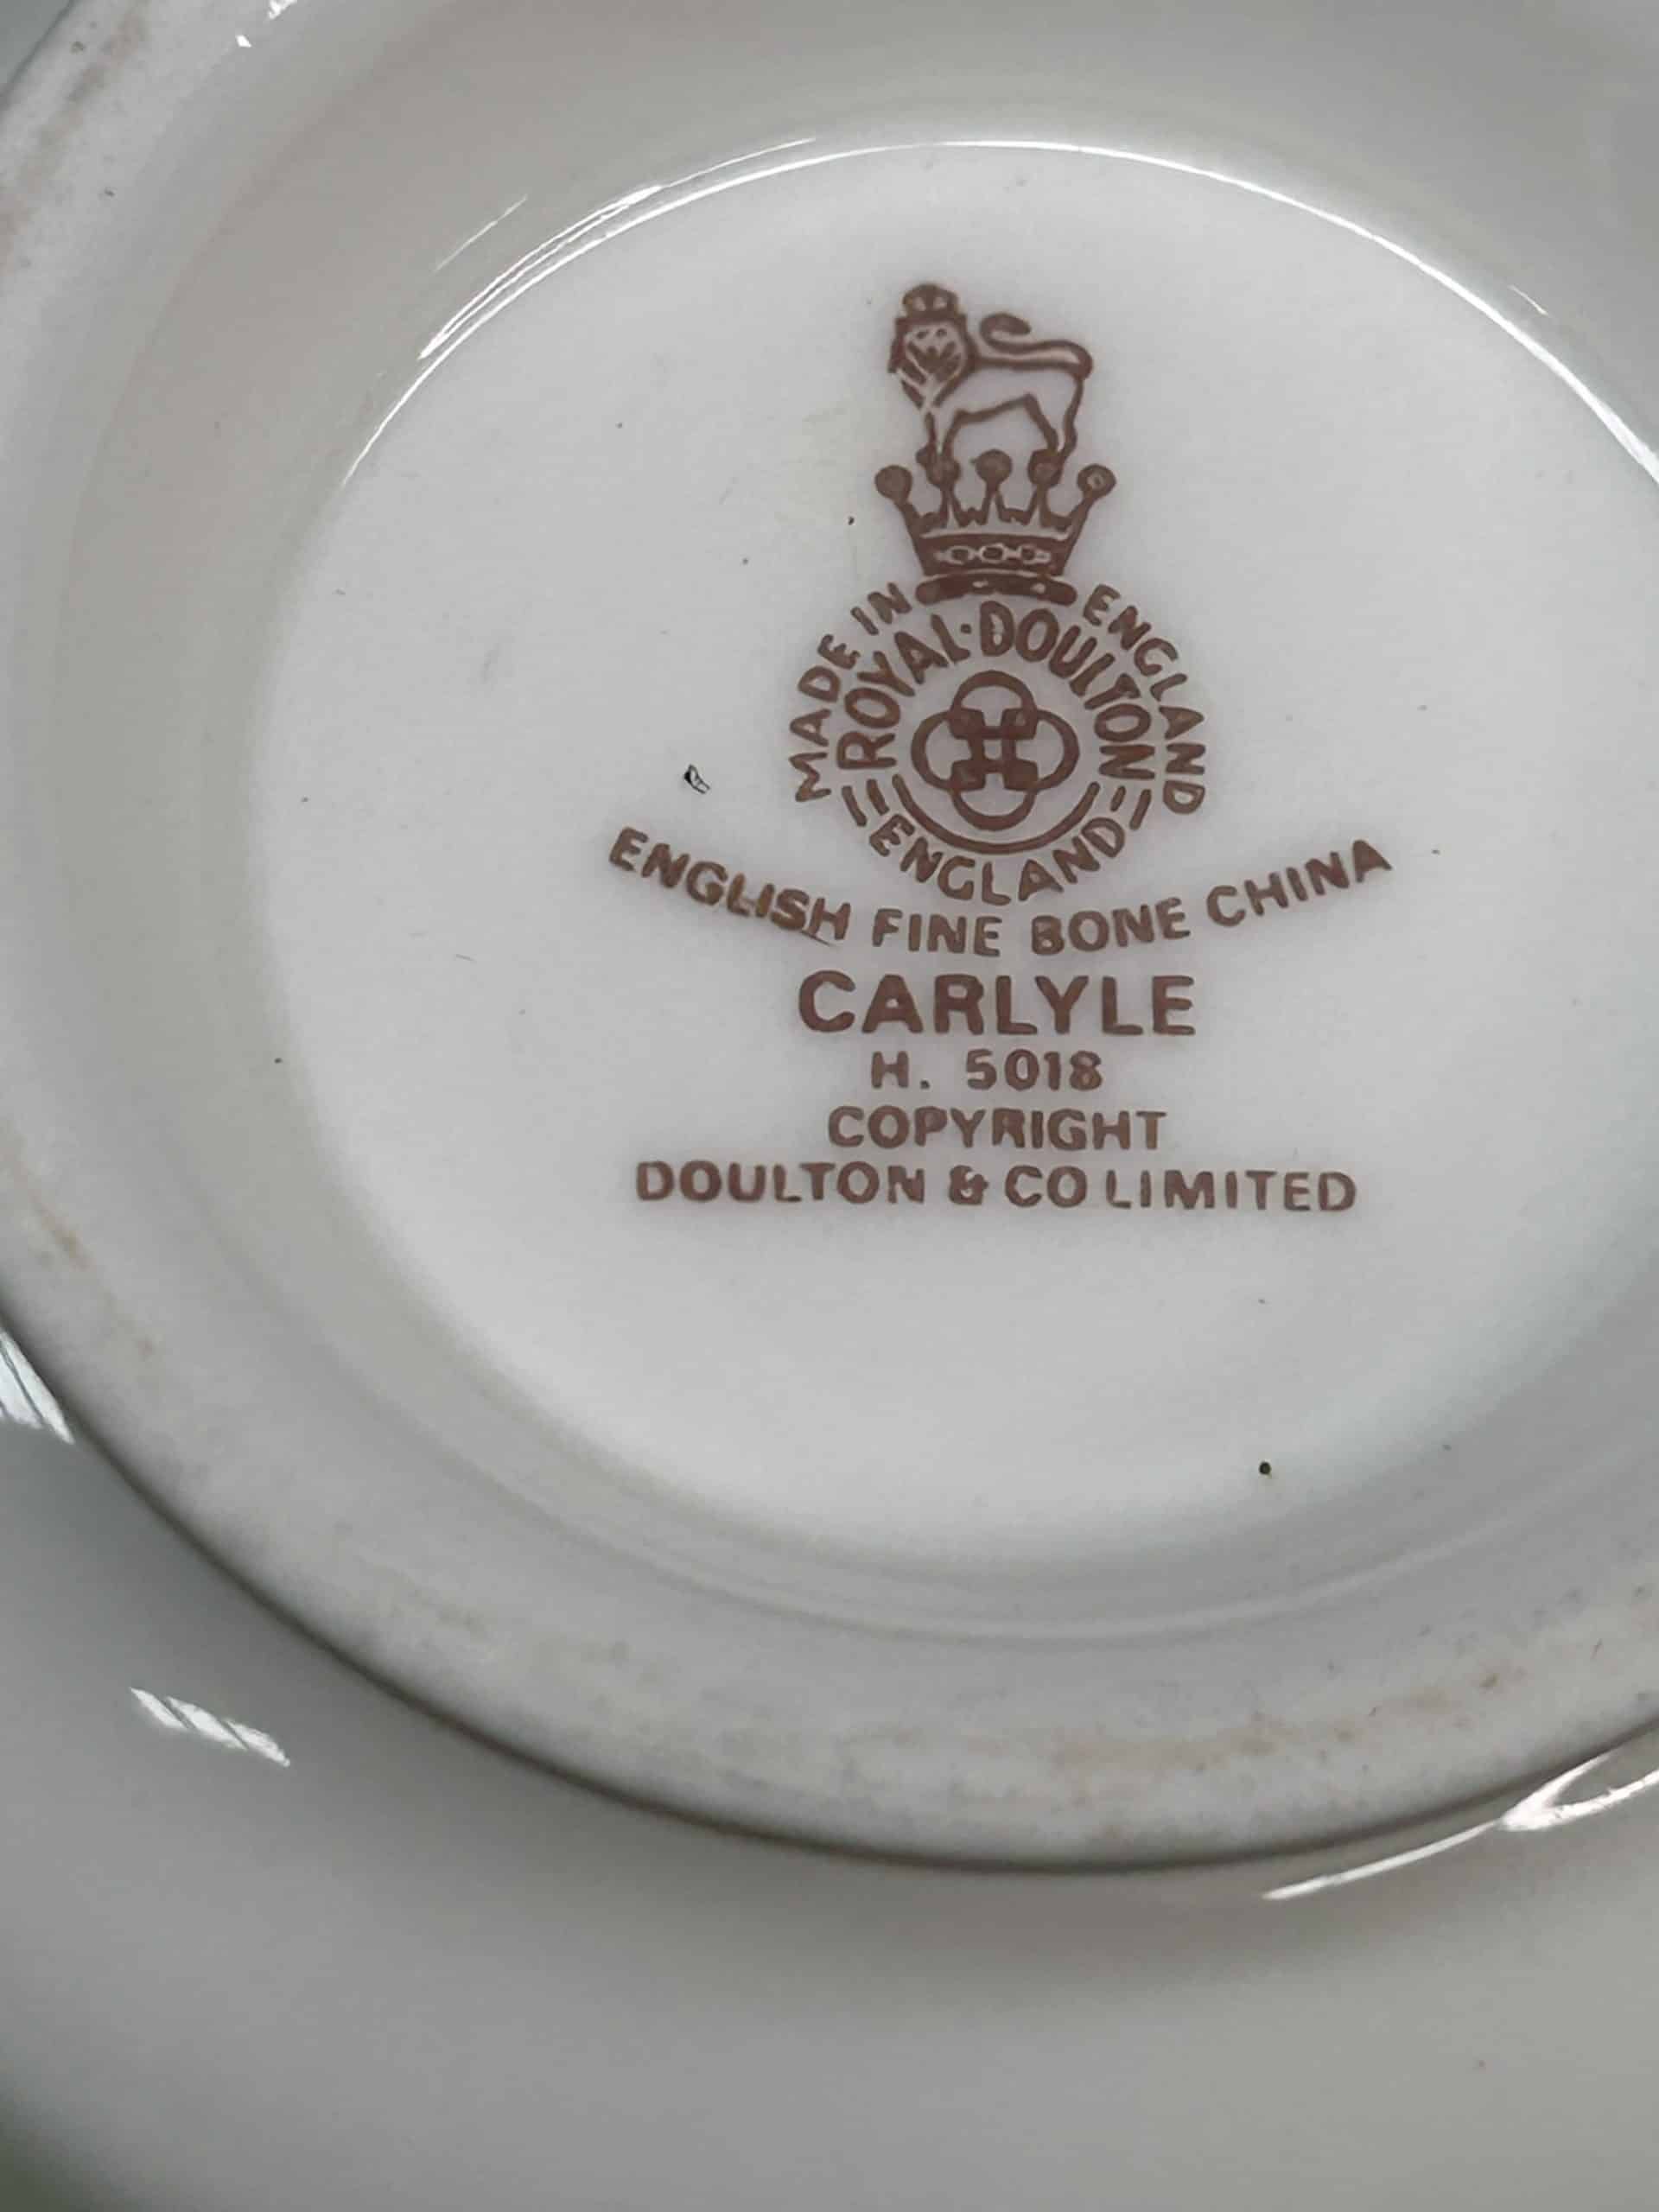 MADE IN ENGLAND
ROYAL·DOULTON
ENGLAND
ENGLISH FINE BONE CHINA
CARLYLE
H. 5018
COPYRIGHT
DOULTON & CO LIMITED